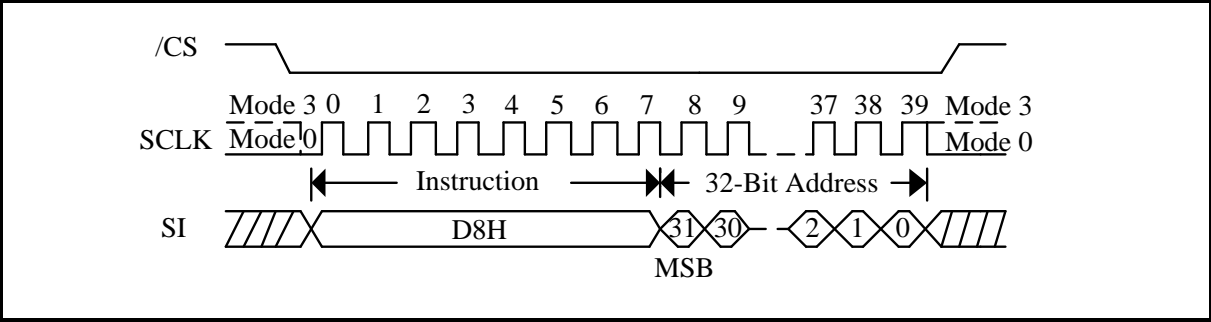 /CS
Mode 3 0 1 2 3 4 5 6 7 8 9 37 38 39 Mode 3
SCLK Mode 0 Mode 0
Instruction 32-Bit Address
SI D8H 31 30 2 1 0
MSB